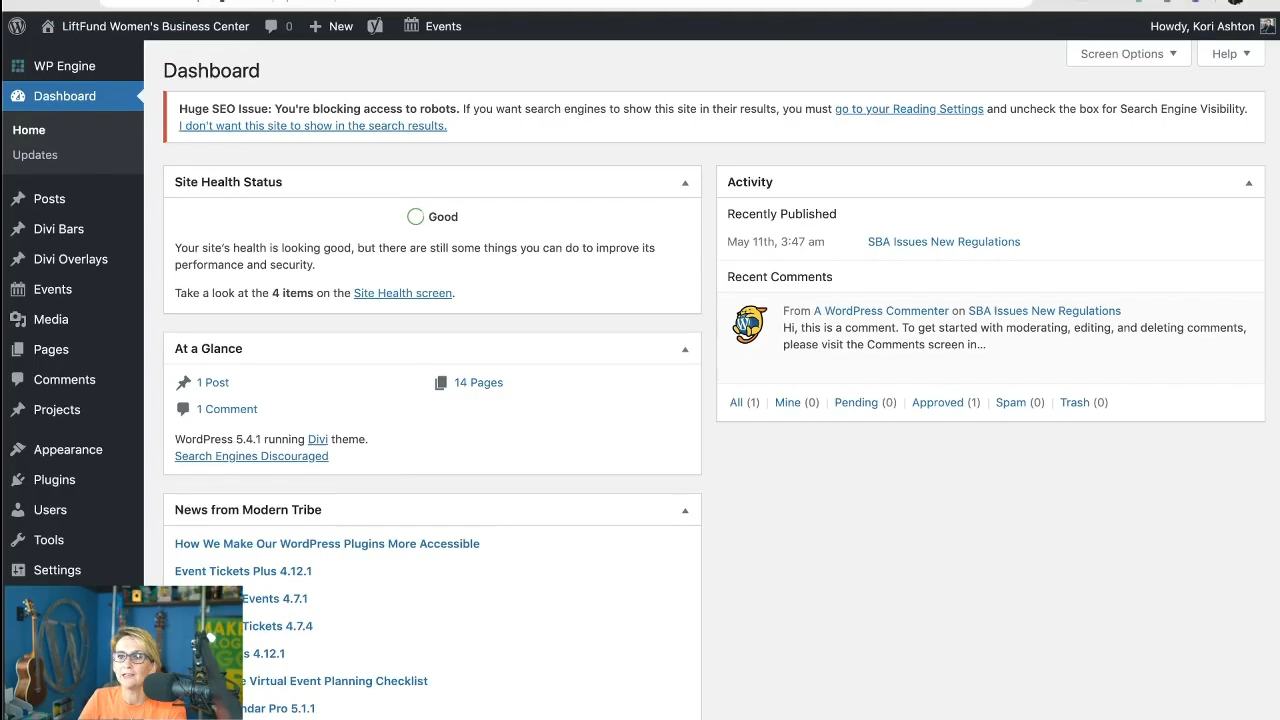 LiftFund Women's Business Center
0
New
Events
Howdy, Kori Ashton
Screen Options
Help
WP Engine
Dashboard
Home
Updates
Posts
Divi Bars
Divi Overlays
Events
Media
Pages
Comments
Projects
Appearance
Plugins
Users
Tools
Settings
Dashboard
Huge SEO Issue: You're blocking access to robots. If you want search engines to show this site in their results, you must go to your Reading Settings and uncheck the box for Search Engine Visibility.
I don't want this site to show in the search results.
Site Health Status
Good
Your site's health is looking good, but there are still some things you can do to improve its
performance and security.
Take a look at the 4 items on the Site Health screen.
At a Glance
1 Post
14 Pages
1 Comment
WordPress 5.4.1 running Divi theme.
Search Engines Discouraged
News from Modern Tribe
How We Make Our WordPress Plugins More Accessible
Event Tickets Plus 4.12.1
Events 4.7.1
Tickets 4.7.4
s 4.12.1
e Virtual Event Planning Checklist
ndar Pro 5.1.1
Activity
Recently Published
May 11th, 3:47 am
SBA Issues New Regulations
Recent Comments
From A WordPress Commenter on SBA Issues New Regulations
Hi, this is a comment. To get started with moderating, editing, and deleting comments,
please visit the Comments screen in...
All (1) | Mine (0) | Pending (0) | Approved (1) | Spam (0) | Trash (0)
MAKE